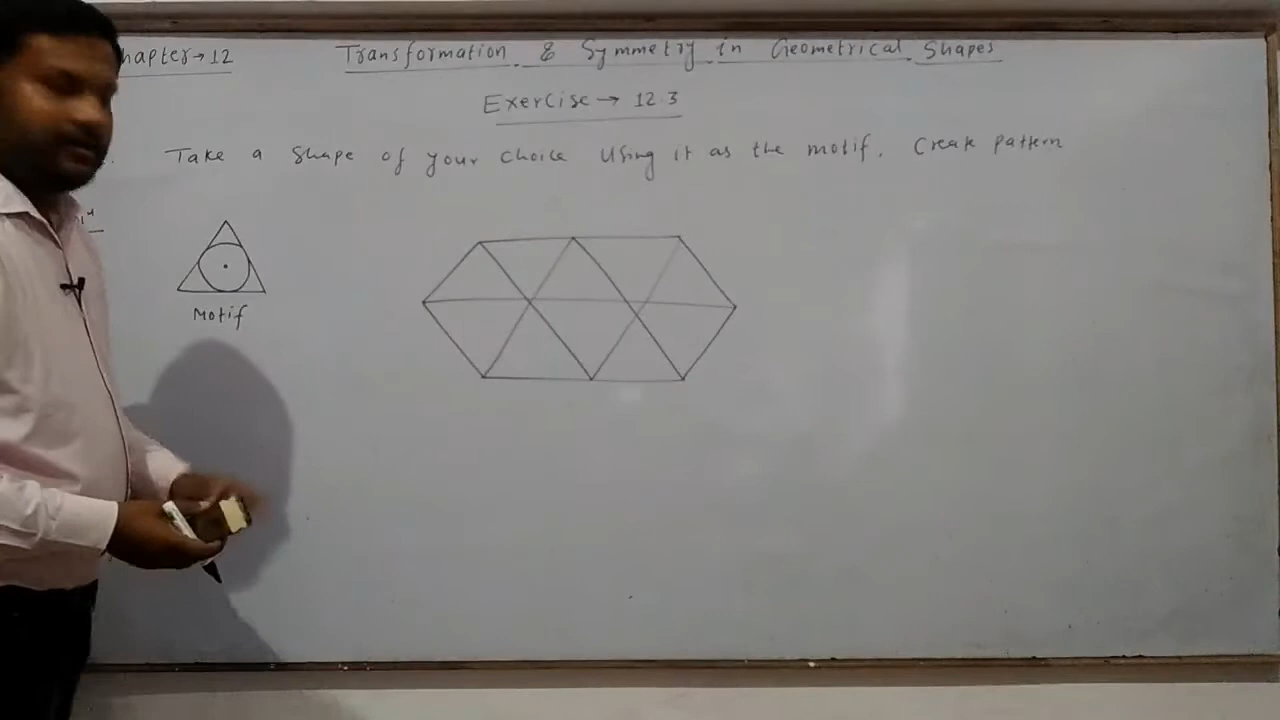 hapter→12
Transformation & Symmetry in Geometrical Shapes
Exercise → 12.3
Take a shape of your choice Using it as the motif. Create pattern
Motif